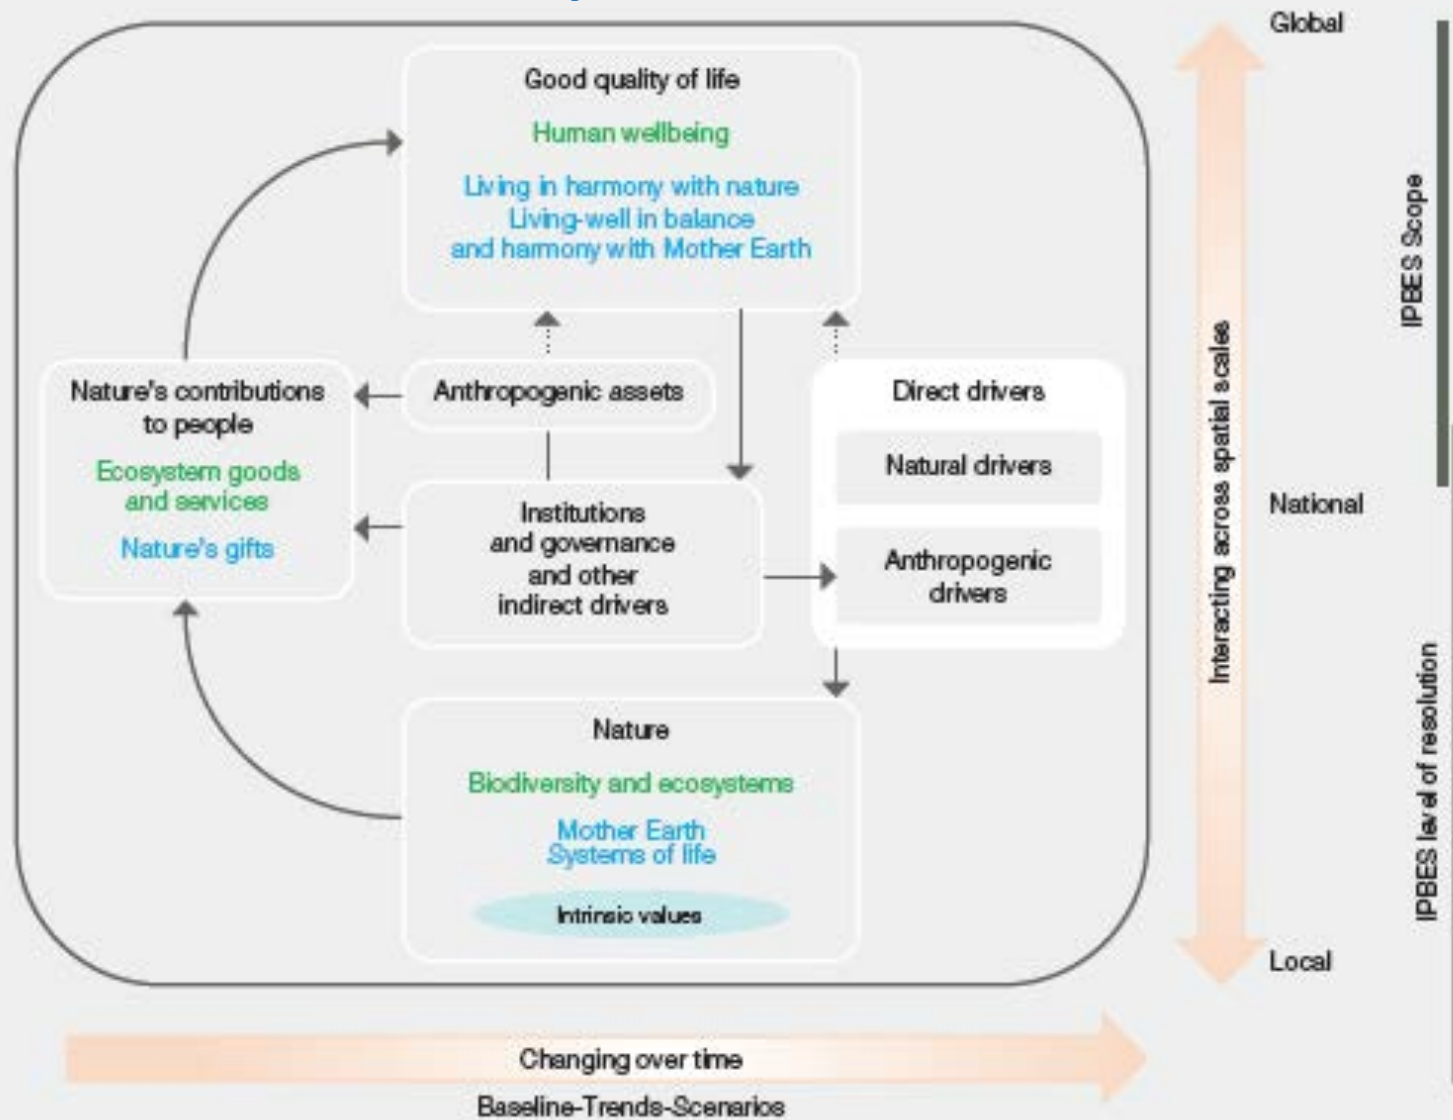 Good quality of life
Human wellbeing
Living in harmony with nature
Living-well in balance
and harmony with Mother Earth
Nature's contributions
to people
Ecosystem goods
and services
Nature's gifts
Anthropogenic assets
Institutions
and governance
and other
indirect drivers
Direct drivers
Natural drivers
Anthropogenic
drivers
Nature
Biodiversity and ecosystems
Mother Earth
Systems of life
Intrinsic values
Changing over time
Baseline-Trends-Scenarios
Interacting across spatial scales
Global
National
Local
IPBES Scope
IPBES level of resolution